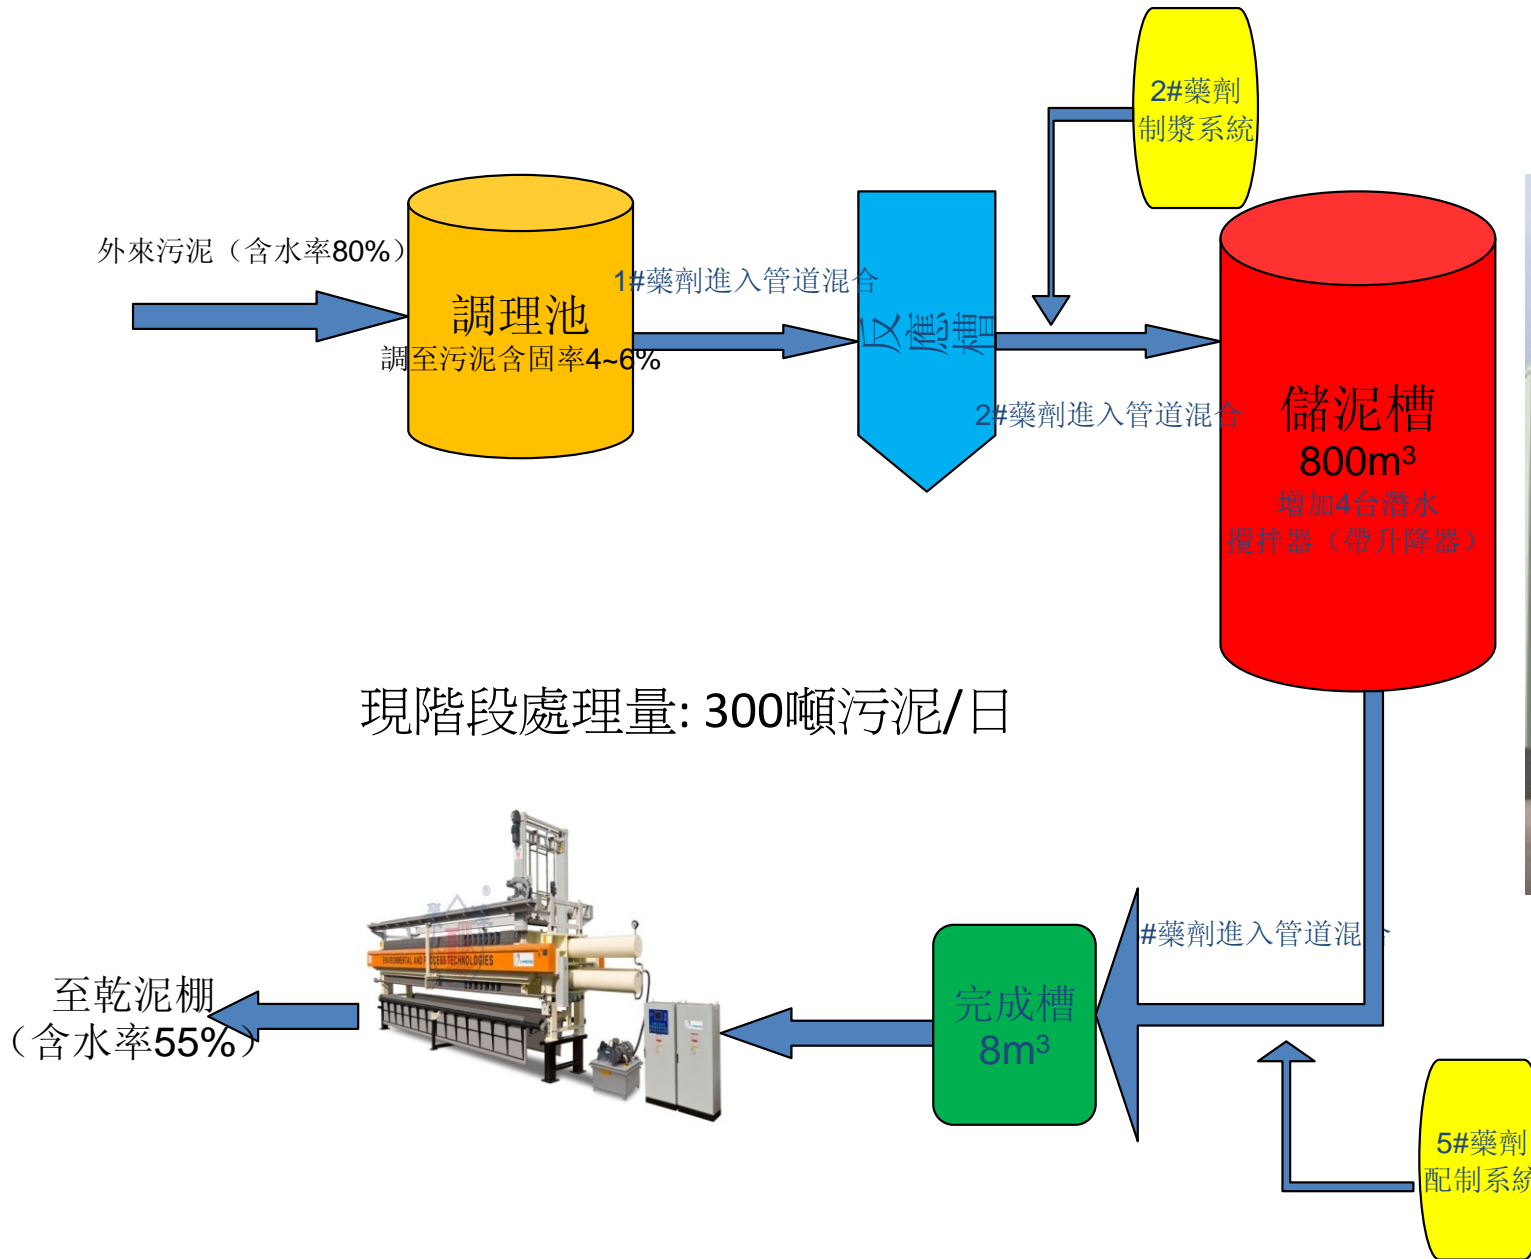 2#藥劑
制漿系統
外來污泥（含水率80%）
1#藥劑進入管道混合
調理池
調至污泥含固率4~6%
反應槽
2#藥劑進入管道混合
儲泥槽
800m³
增加4台潛水
攪拌器（帶升降器）
現階段處理量: 300噸污泥/日
#藥劑進入管道混合
ENVIRONMENTAL AND PROCESS TECHNOLOGIES
至乾泥棚
（含水率55%）
完成槽
8m³
5#藥劑
配制系統